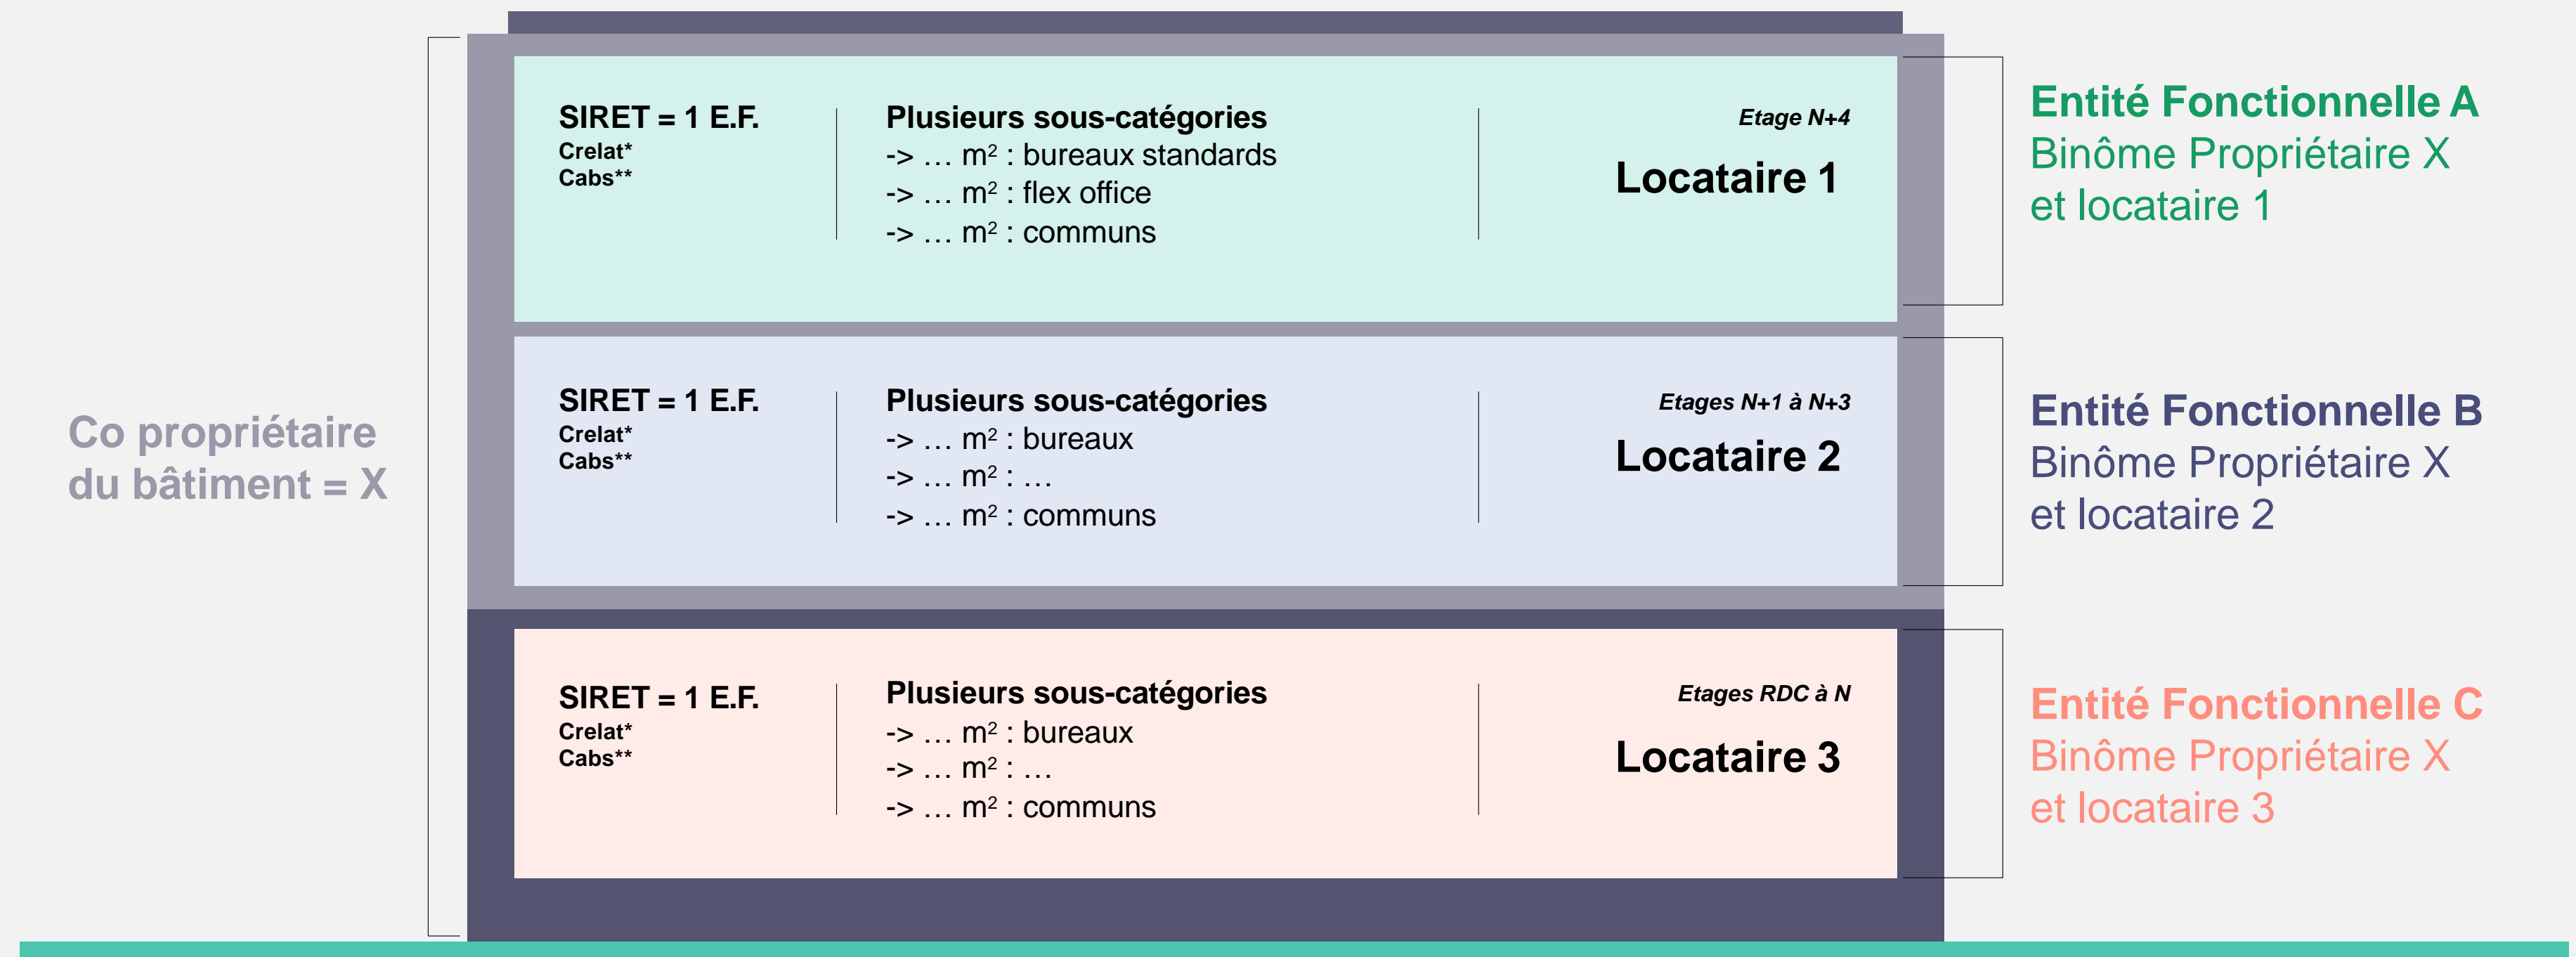 Co propriétaire
du bâtiment = X
SIRET = 1 E.F.
Crelat*
Cabs**
Plusieurs sous-catégories
-> … m² : bureaux standards
-> … m² : flex office
-> … m² : communs
Etage N+4
Locataire 1
Entité Fonctionnelle A
Binôme Propriétaire X
et locataire 1
SIRET = 1 E.F.
Crelat*
Cabs**
Plusieurs sous-catégories
-> … m² : bureaux
-> … m² : …
-> … m² : communs
Etages N+1 à N+3
Locataire 2
Entité Fonctionnelle B
Binôme Propriétaire X
et locataire 2
SIRET = 1 E.F.
Crelat*
Cabs**
Plusieurs sous-catégories
-> … m² : bureaux
-> … m² : …
-> … m² : communs
Etages RDC à N
Locataire 3
Entité Fonctionnelle C
Binôme Propriétaire X
et locataire 3